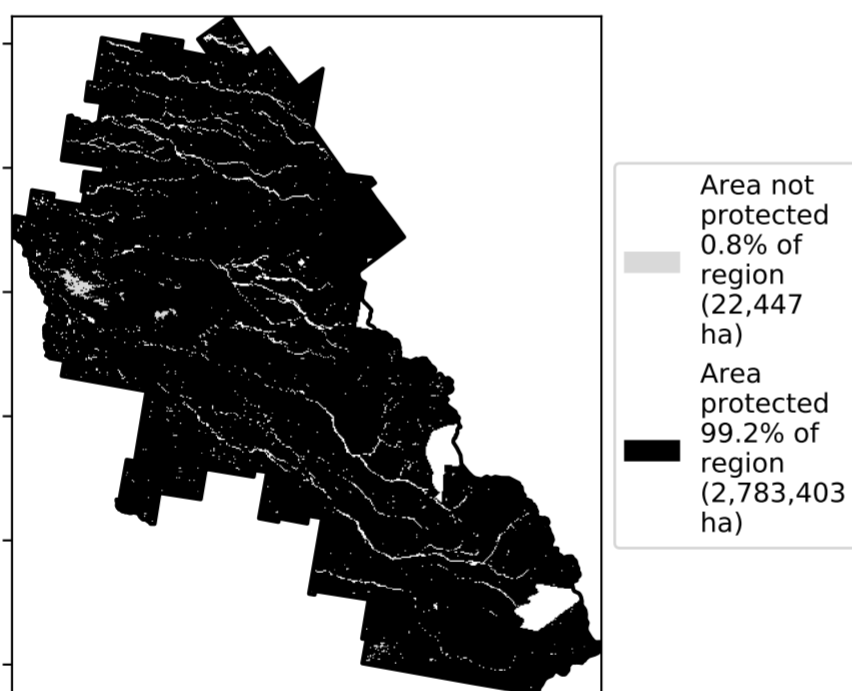 Area not
protected
0.8% of
region
(22,447
ha)
Area
protected
99.2% of
region
(2,783,403
ha)